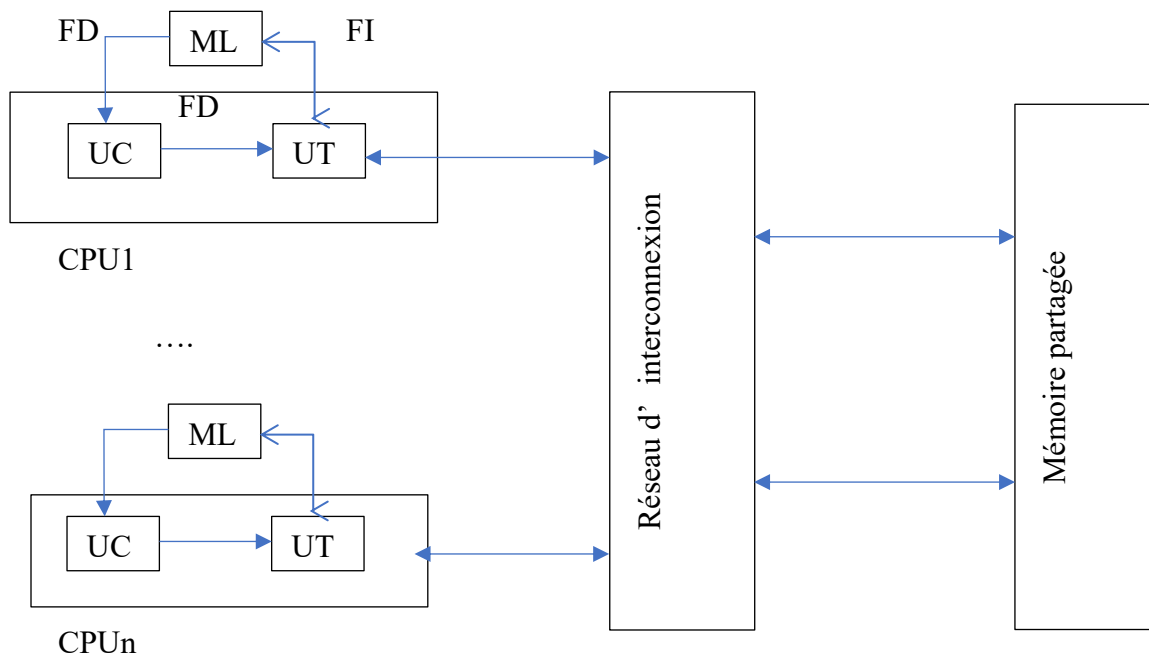 FD
ML
FI
FD
UC
UT
CPU1
Réseau d’ interconnexion
Mémoire partagée
….
ML
UC
UT
CPUn